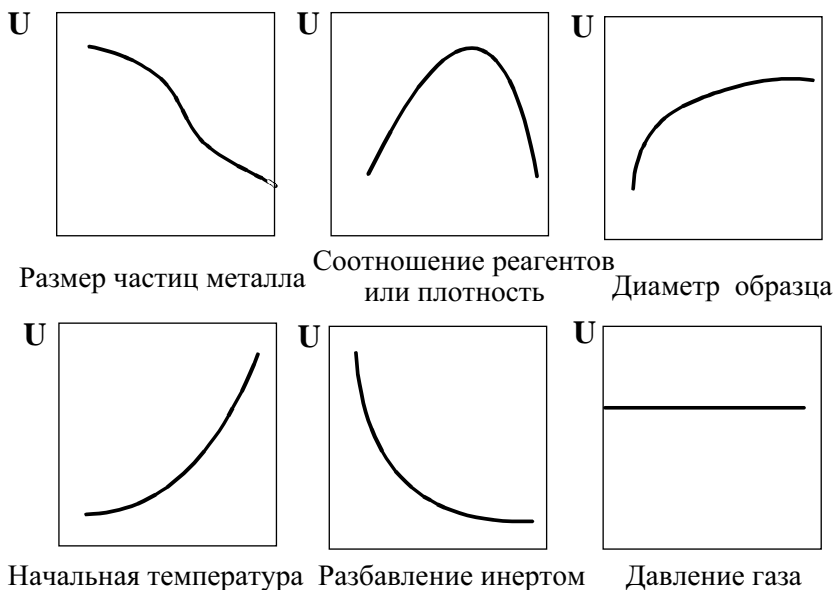 U
U
U
Размер частиц металла
Соотношение реагентов
или плотность
Диаметр образца
U
U
U
Начальная температура
Разбавление инертом
Давление газа